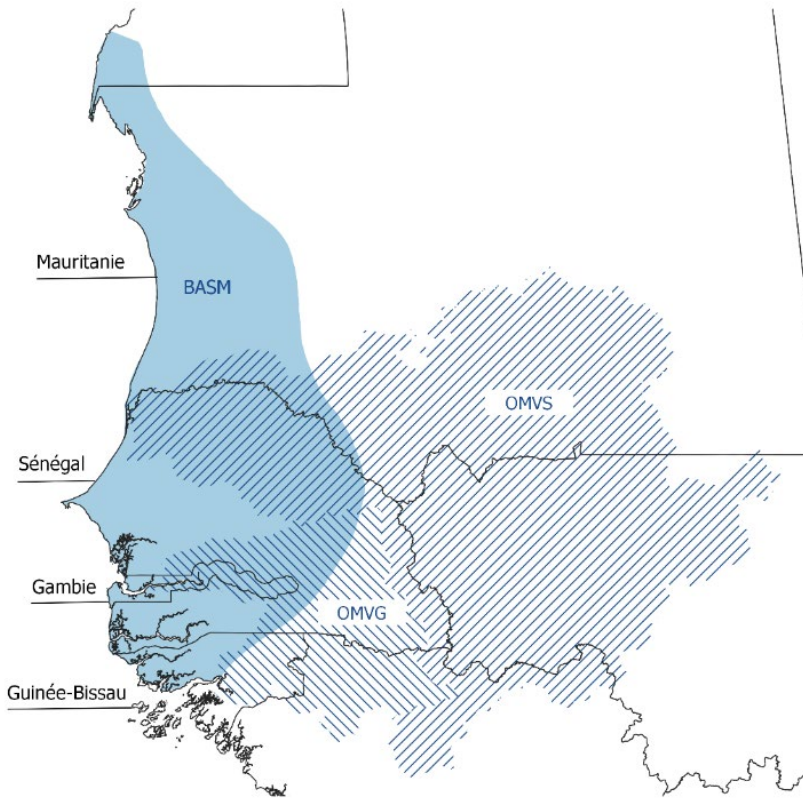 Mauritanie
BASM
OMVS
Sénégal
Gambie
OMVG
Guinée-Bissau